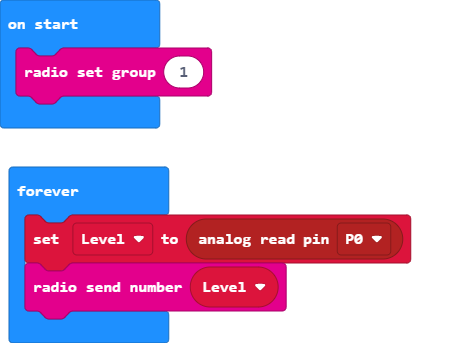 on start
radio set group 1
forever
set Level to analog read pin P0
radio send number Level